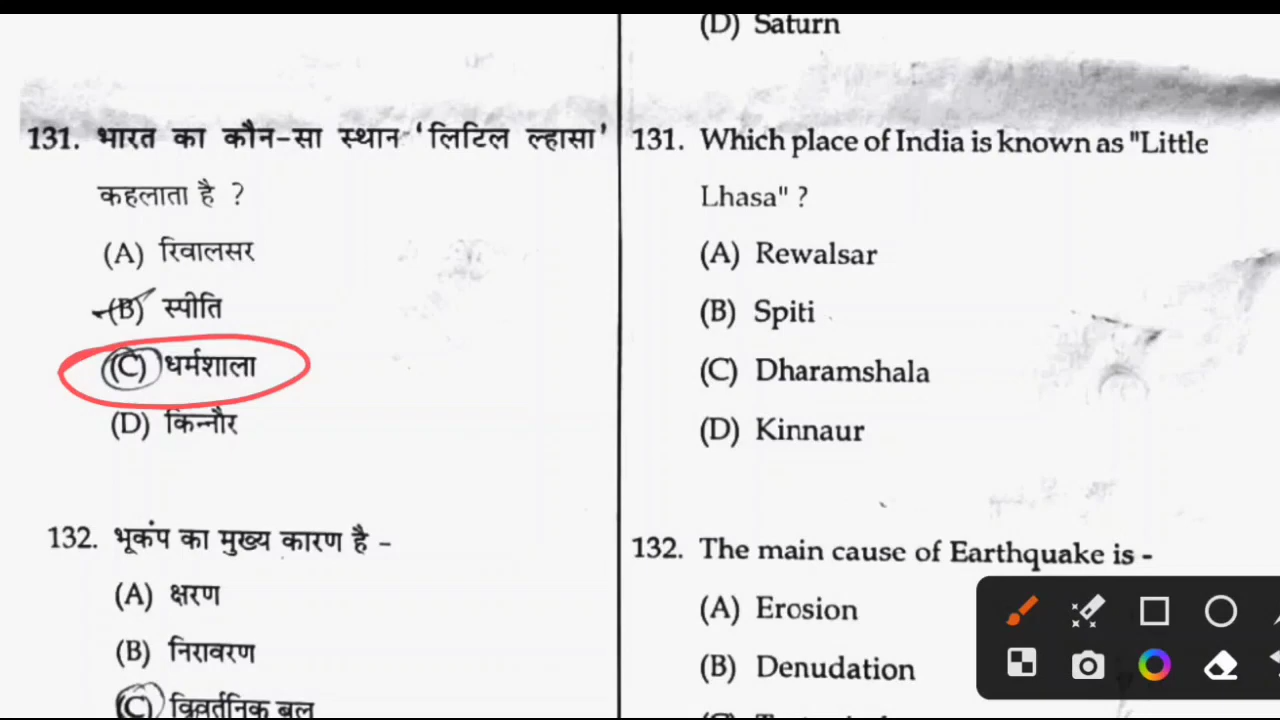 131. भारत का कौन-सा स्थान 'लिटिल ल्हासा'
कहलाता है ?
(A) रिवालसर
(B) स्पीति
(C) धर्मशाला
(D) किन्नौर
132. भूकंप का मुख्य कारण है -
(A) क्षरण
(B) निरावरण
(C) विवर्तनिक बल
(D) Saturn
131. Which place of India is known as "Little
Lhasa" ?
(A) Rewalsar
(B) Spiti
(C) Dharamshala
(D) Kinnaur
132. The main cause of Earthquake is -
(A) Erosion
(B) Denudation